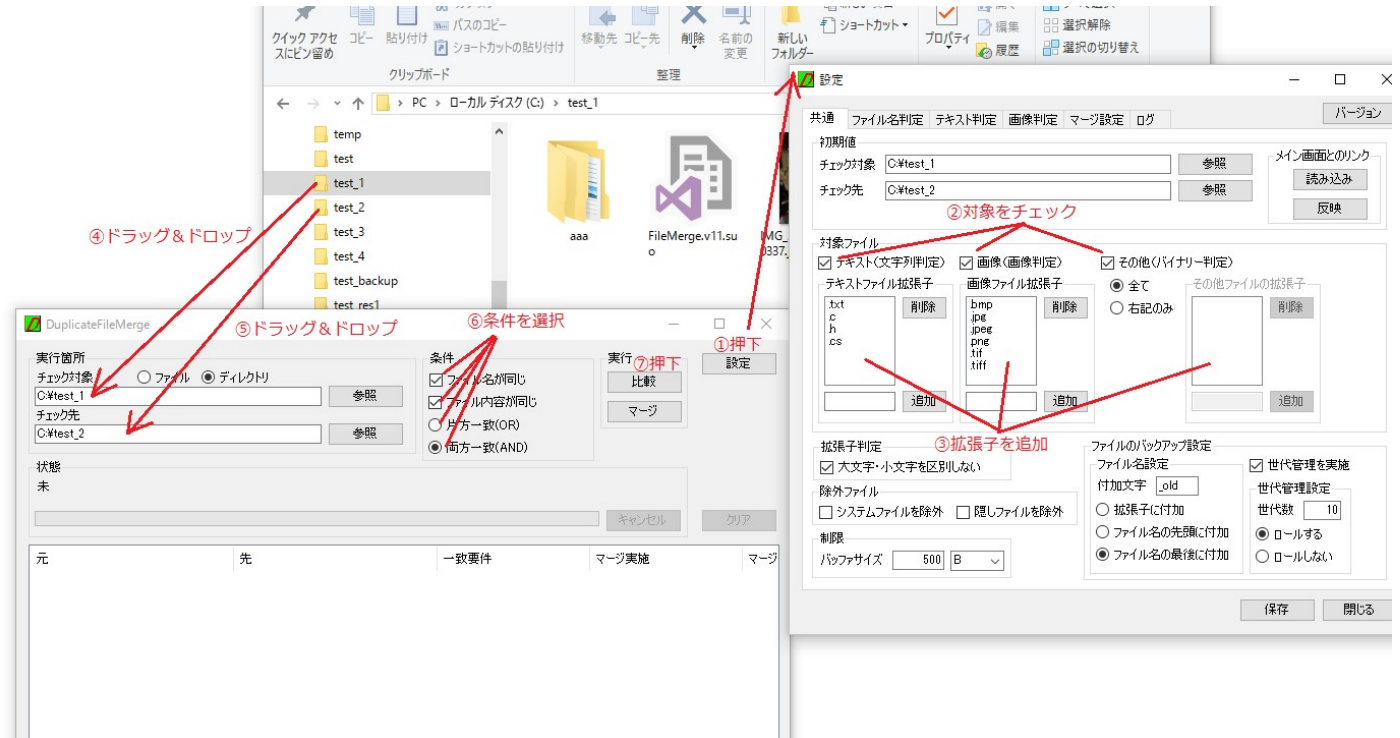 クイック アクセ
スにピン留め
コピー
貼り付け
パスのコピー
ショートカットの貼り付け
クリップボード
移動先
コピー先
削除
名前の
変更
整理
新しい
フォルダー
ショートカット
プロパティ
編集
履歴
選択解除
選択の切り替え
PC > ローカル ディスク (C:) > test_1
temp
test
test_1
test_2
test_3
test_4
test_backup
test_res1
aaa
FileMerge.v11.su
o
IMG_
0337.
④ドラッグ&ドロップ
⑤ドラッグ&ドロップ
⑥条件を選択
⑦押下
①押下
DuplicateFileMerge
実行箇所
チェック対象 ファイル ディレクトリ
C:¥test_1 参照
チェック先
C:¥test_2 参照
条件
ファイル名が同じ
ファイル内容が同じ
片方一致(OR)
両方一致(AND)
実行
比較
マージ
設定
状態
未
キャンセル クリア
元 先 一致要件 マージ実施 マージ
設定
共通 ファイル名判定 テキスト判定 画像判定 マージ設定 ログ
バージョン
初期値
チェック対象 C:¥test_1 参照
チェック先 C:¥test_2 参照
メイン画面とのリンク
読み込み
反映
②対象をチェック
対象ファイル
テキスト(文字列判定) 画像(画像判定) その他(バイナリー判定)
テキストファイル拡張子
.txt
.c
.h
.cs
削除
追加
画像ファイル拡張子
.bmp
.jpg
.jpeg
.png
.tif
.tiff
削除
追加
全て
右記のみ
その他ファイルの拡張子
削除
追加
③拡張子を追加
拡張子判定
大文字・小文字を区別しない
除外ファイル
システムファイルを除外 隠しファイルを除外
制限
バッファサイズ 500 B
ファイルのバックアップ設定
ファイル名設定
付加文字 _old
拡張子に付加
ファイル名の先頭に付加
ファイル名の最後に付加
世代管理を実施
世代管理設定
世代数 10
ロールする
ロールしない
保存 閉じる